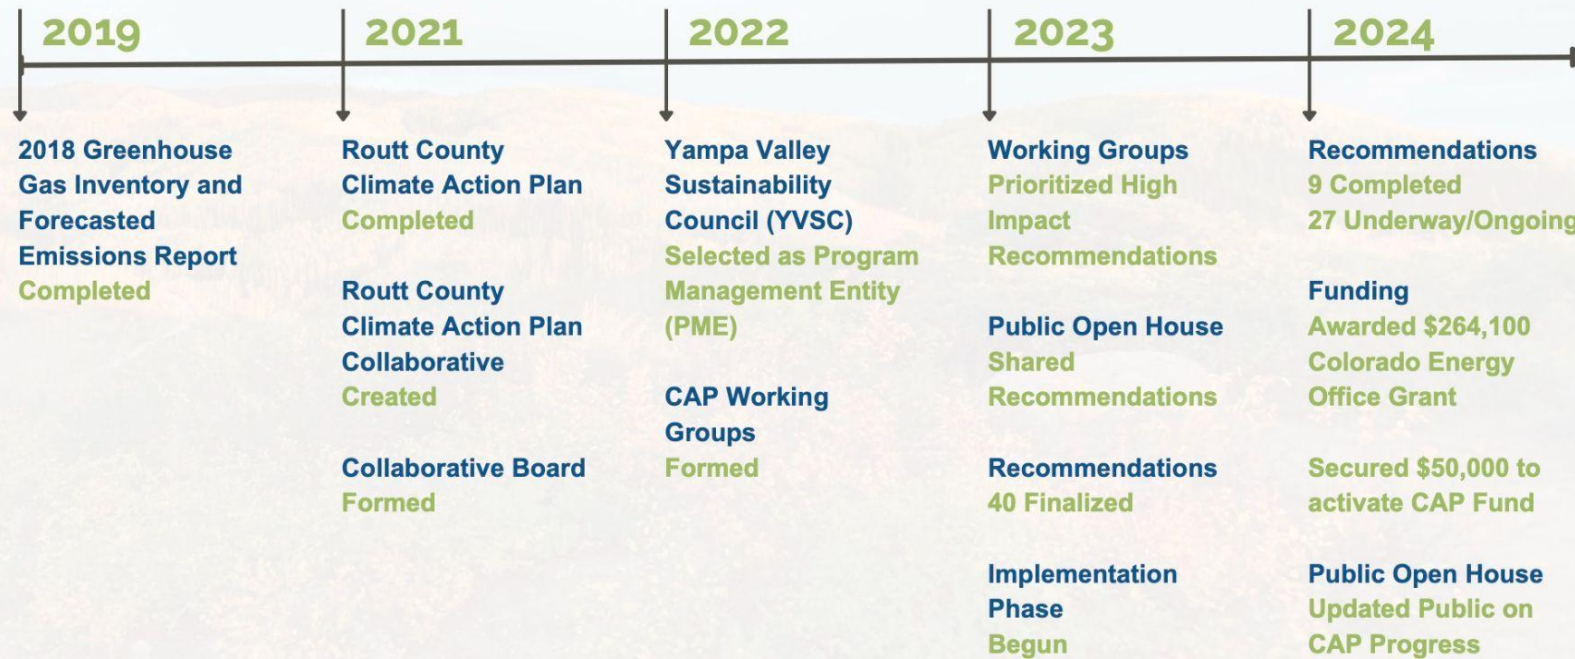 2019
2018 Greenhouse
Gas Inventory and
Forecasted
Emissions Report
Completed
2021
Routt County
Climate Action Plan
Completed
Routt County
Climate Action Plan
Collaborative
Created
Collaborative Board
Formed
2022
Yampa Valley
Sustainability
Council (YVSC)
Selected as Program
Management Entity
(PME)
CAP Working
Groups
Formed
2023
Working Groups
Prioritized High
Impact
Recommendations
Public Open House
Shared
Recommendations
Recommendations
40 Finalized
Implementation
Phase
Begun
2024
Recommendations
9 Completed
27 Underway/Ongoing
Funding
Awarded $264,100
Colorado Energy
Office Grant
Secured $50,000 to
activate CAP Fund
Public Open House
Updated Public on
CAP Progress